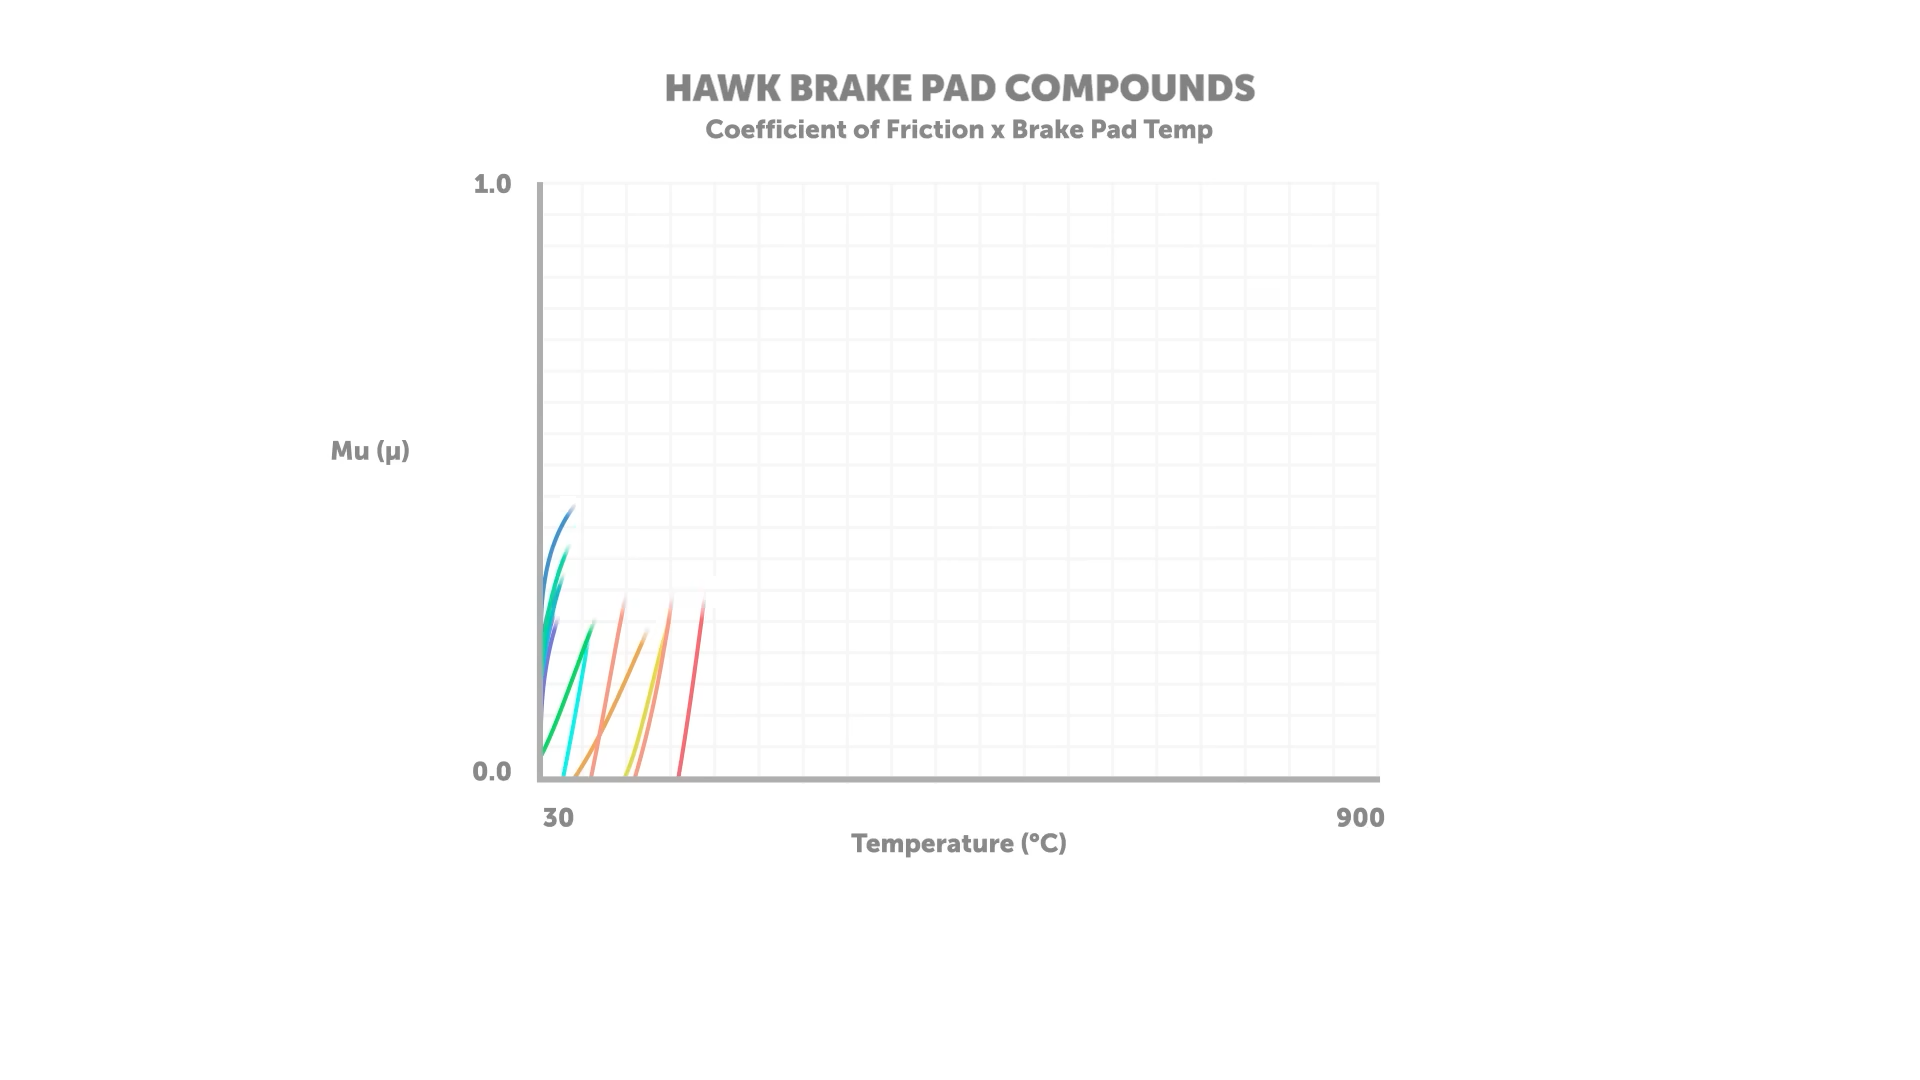 HAWK BRAKE PAD COMPOUNDS
Coefficient of Friction x Brake Pad Temp
1.0
Mu (μ)
0.0
30
900
Temperature (°C)